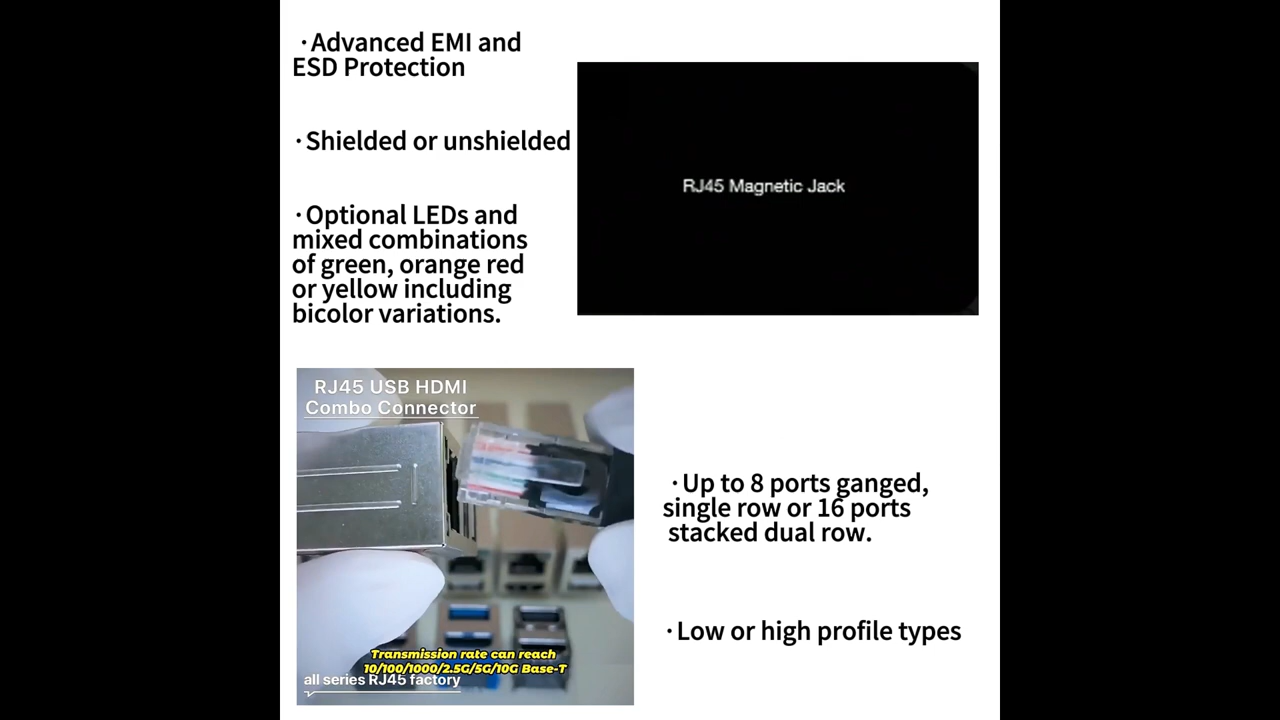 ·Advanced EMI and
ESD Protection
·Shielded or unshielded
·Optional LEDs and
mixed combinations
of green, orange red
or yellow including
bicolor variations.
RJ45 Magnetic Jack
RJ45 USB HDMI
Combo Connector
Transmission rate can reach
10/100/1000/2.5G/5G/10G Base-T
all series RJ45 factory
·Up to 8 ports ganged,
single row or 16 ports
stacked dual row.
·Low or high profile types